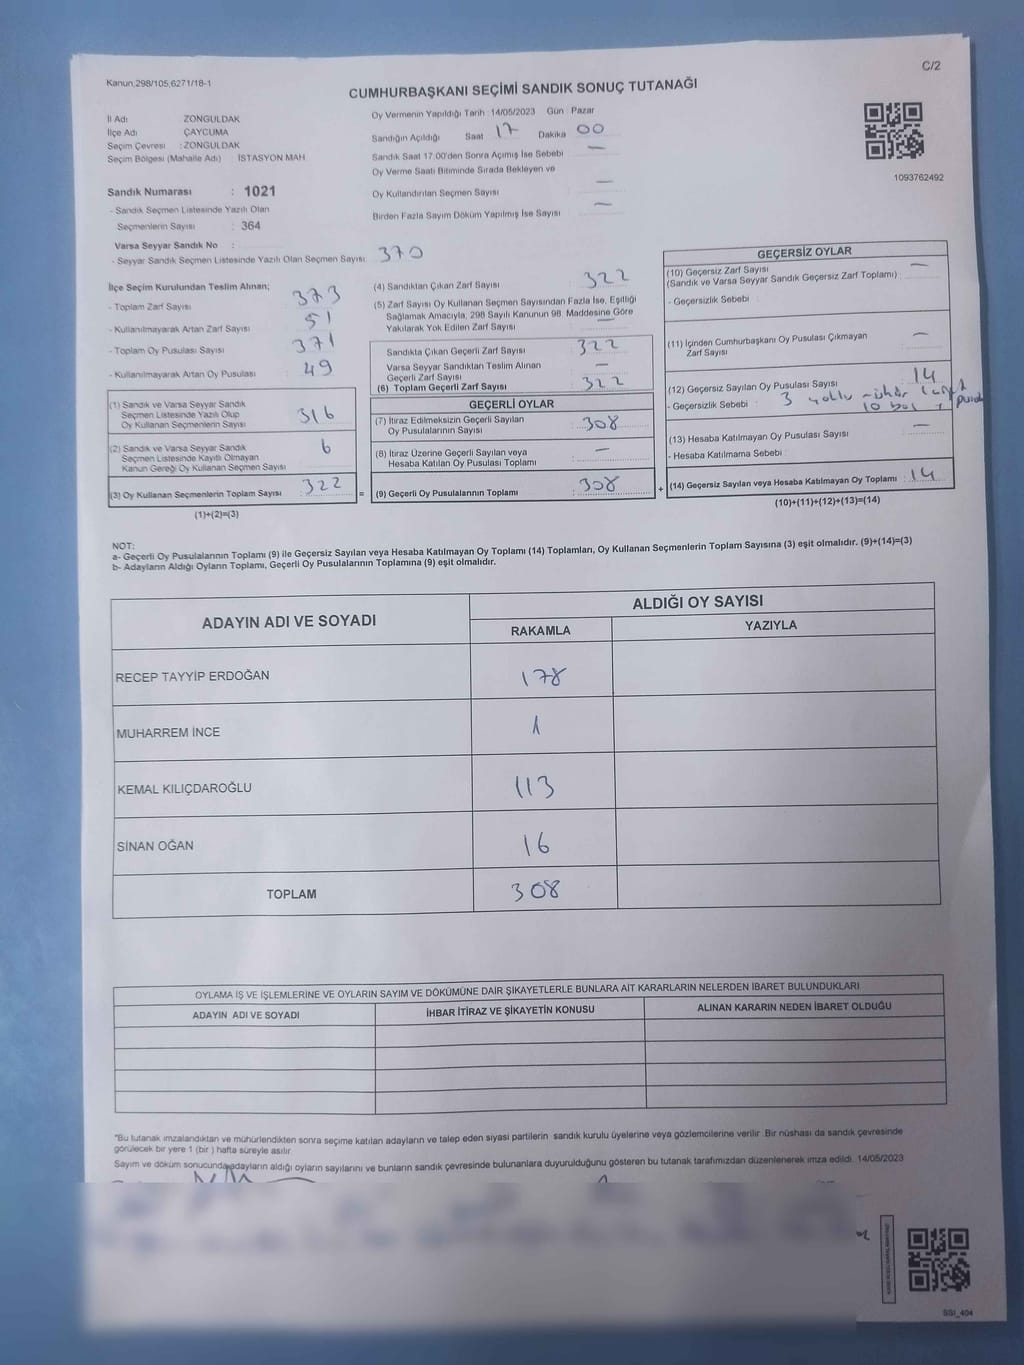 C/2
Kanun,298/105,6271/18-1
CUMHURBAŞKANI SEÇİMİ SANDIK SONUÇ TUTANAĞI
İl Adı ZONGULDAK
İlçe Adı ÇAYCUMA
Seçim Çevresi : ZONGULDAK
Seçim Bölgesi (Mahalle Adı) : İSTASYON MAH.
Sandık Numarası : 1021
- Sandık Seçmen Listesinde Yazılı Olan
Seçmenlerin Sayısı : 364
Varsa Seyyar Sandık No :
- Seyyar Sandık Seçmen Listesinde Yazılı Olan Seçmen Sayısı: 370
Oy Vermenin Yapıldığı Tarih : 14/05/2023 Gün : Pazar
Sandığın Açıldığı Saat 17 Dakika 00
Sandık Saat 17:00'den Sonra Açımış İse Sebebi —
Oy Verme Saati Bitiminde Sırada Bekleyen ve
Oy Kullandırılan Seçmen Sayısı —
Birden Fazla Sayım Döküm Yapılmış İse Sayısı —
1093762492
İlçe Seçim Kurulundan Teslim Alınan;
- Toplam Zarf Sayısı 373
- Kullanılmayarak Artan Zarf Sayısı 51
- Toplam Oy Pusulası Sayısı 371
- Kullanılmayarak Artan Oy Pusulası 49
(1) Sandık ve Varsa Seyyar Sandık
Seçmen Listesinde Yazılı Olup
Oy Kullanan Seçmenlerin Sayısı 316
(2) Sandık ve Varsa Seyyar Sandık
Seçmen Listesinde Kayıtlı Olmayan
Kanun Gereği Oy Kullanan Seçmen Sayısı 6
(3) Oy Kullanan Seçmenlerin Toplam Sayısı : 322 =
(1)+(2)=(3)
(4) Sandıktan Çıkan Zarf Sayısı 322
(5) Zarf Sayısı Oy Kullanan Seçmen Sayısından Fazla İse, Eşitliği
Sağlamak Amacıyla, 298 Sayılı Kanunun 98. Maddesine Göre
Yakılarak Yok Edilen Zarf Sayısı —
Sandıkta Çıkan Geçerli Zarf Sayısı : 322
Varsa Seyyar Sandıktan Teslim Alınan
Geçerli Zarf Sayısı —
(6) Toplam Geçerli Zarf Sayısı : 322
GEÇERLİ OYLAR
(7) İtiraz Edilmeksizin Geçerli Sayılan
Oy Pusulalarının Sayısı : 308
(8) İtiraz Üzerine Geçerli Sayılan veya
Hesaba Katılan Oy Pusulası Toplamı —
(9) Geçerli Oy Pusulalarının Toplamı : 308 +
GEÇERSİZ OYLAR
(10) Geçersiz Zarf Sayısı —
(Sandık ve Varsa Seyyar Sandık Geçersiz Zarf Toplamı) :
- Geçersizlik Sebebi :
(11) İçinden Cumhurbaşkanı Oy Pusulası Çıkmayan
Zarf Sayısı —
(12) Geçersiz Sayılan Oy Pusulası Sayısı : 14
- Geçersizlik Sebebi : 3
10 boş
(13) Hesaba Katılmayan Oy Pusulası Sayısı : —
- Hesaba Katılmama Sebebi :
(14) Geçersiz Sayılan veya Hesaba Katılmayan Oy Toplamı : 14
(10)+(11)+(12)+(13)=(14)
NOT:
a- Geçerli Oy Pusulalarının Toplamı (9) ile Geçersiz Sayılan veya Hesaba Katılmayan Oy Toplamı (14) Toplamları, Oy Kullanan Seçmenlerin Toplam Sayısına (3) eşit olmalıdır. (9)+(14)=(3)
b- Adayların Aldığı Oyların Toplamı, Geçerli Oy Pusulalarının Toplamına (9) eşit olmalıdır.
ADAYIN ADI VE SOYADI ALDIĞI OY SAYISI
RAKAMLA YAZIYLA
RECEP TAYYİP ERDOĞAN 178
MUHARREM İNCE 1
KEMAL KILIÇDAROĞLU 113
SİNAN OĞAN 16
TOPLAM 308
OYLAMA İŞ VE İŞLEMLERİNE VE OYLARIN SAYIM VE DÖKÜMÜNE DAİR ŞİKAYETLERLE BUNLARA AİT KARARLARIN NELERDEN İBARET BULUNDUKLARI
ADAYIN ADI VE SOYADI İHBAR İTİRAZ VE ŞİKAYETİN KONUSU ALINAN KARARIN NEDEN İBARET OLDUĞU
*Bu tutanak imzalandıktan ve mühürlendikten sonra seçime katılan adayların ve talep eden siyasi partilerin sandık kurulu üyelerine veya gözlemcilerine verilir .Bir nüshası da sandık çevresinde
görülecek bir yere 1 (bir ) hafta süreyle asılır.
Sayım ve döküm sonucunda adayların aldığı oyların sayılarını ve bunların sandık çevresinde bulunanlara duyurulduğunu gösteren bu tutanak tarafımızdan düzenlenerek imza edildi. 14/05/2023
SSI_404